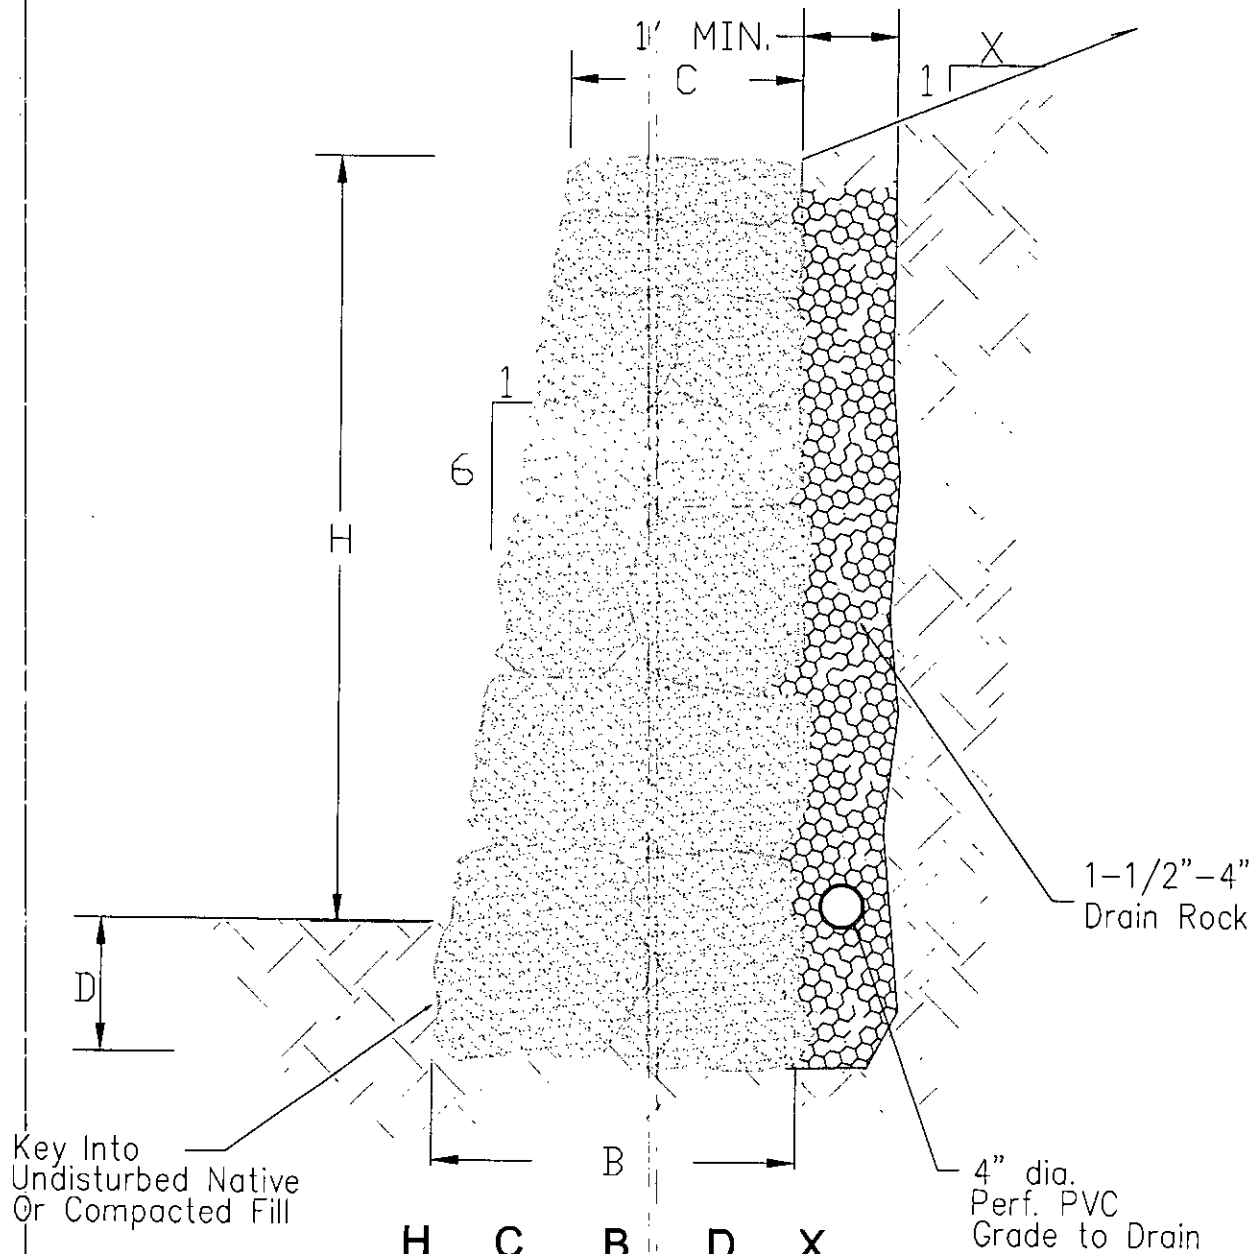 1' MIN.
C
X
1
1
6
H
D
1-1/2"-4"
Drain Rock
Key Into
Undisturbed Native
Or Compacted Fill
B
4" dia.
Perf. PVC
Grade to Drain
H C B D X